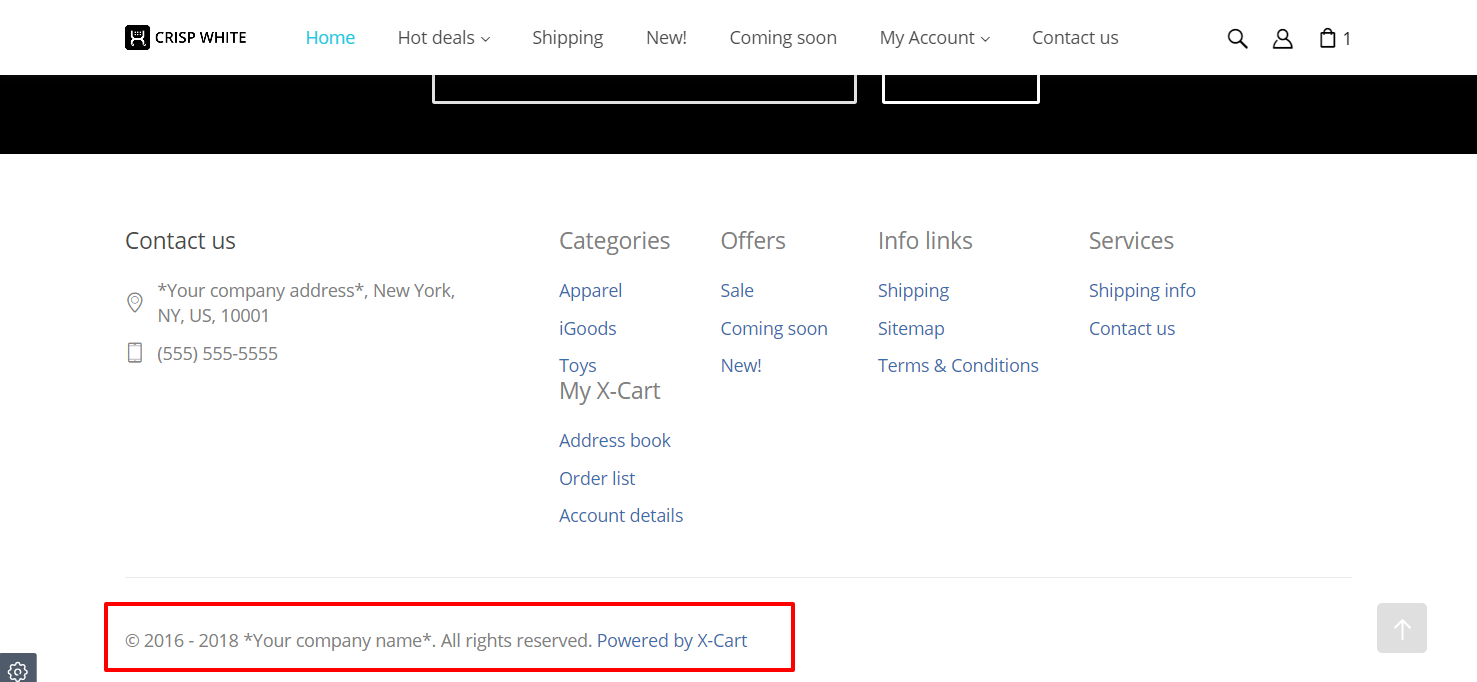 CRISP WHITE
Home
Hot deals
Shipping
New!
Coming soon
My Account
Contact us
1
Contact us
*Your company address*, New York,
NY, US, 10001
(555) 555-5555
Categories
Apparel
iGoods
Toys
My X-Cart
Address book
Order list
Account details
Offers
Sale
Coming soon
New!
Info links
Shipping
Sitemap
Terms & Conditions
Services
Shipping info
Contact us
© 2016 - 2018 *Your company name*. All rights reserved. Powered by X-Cart